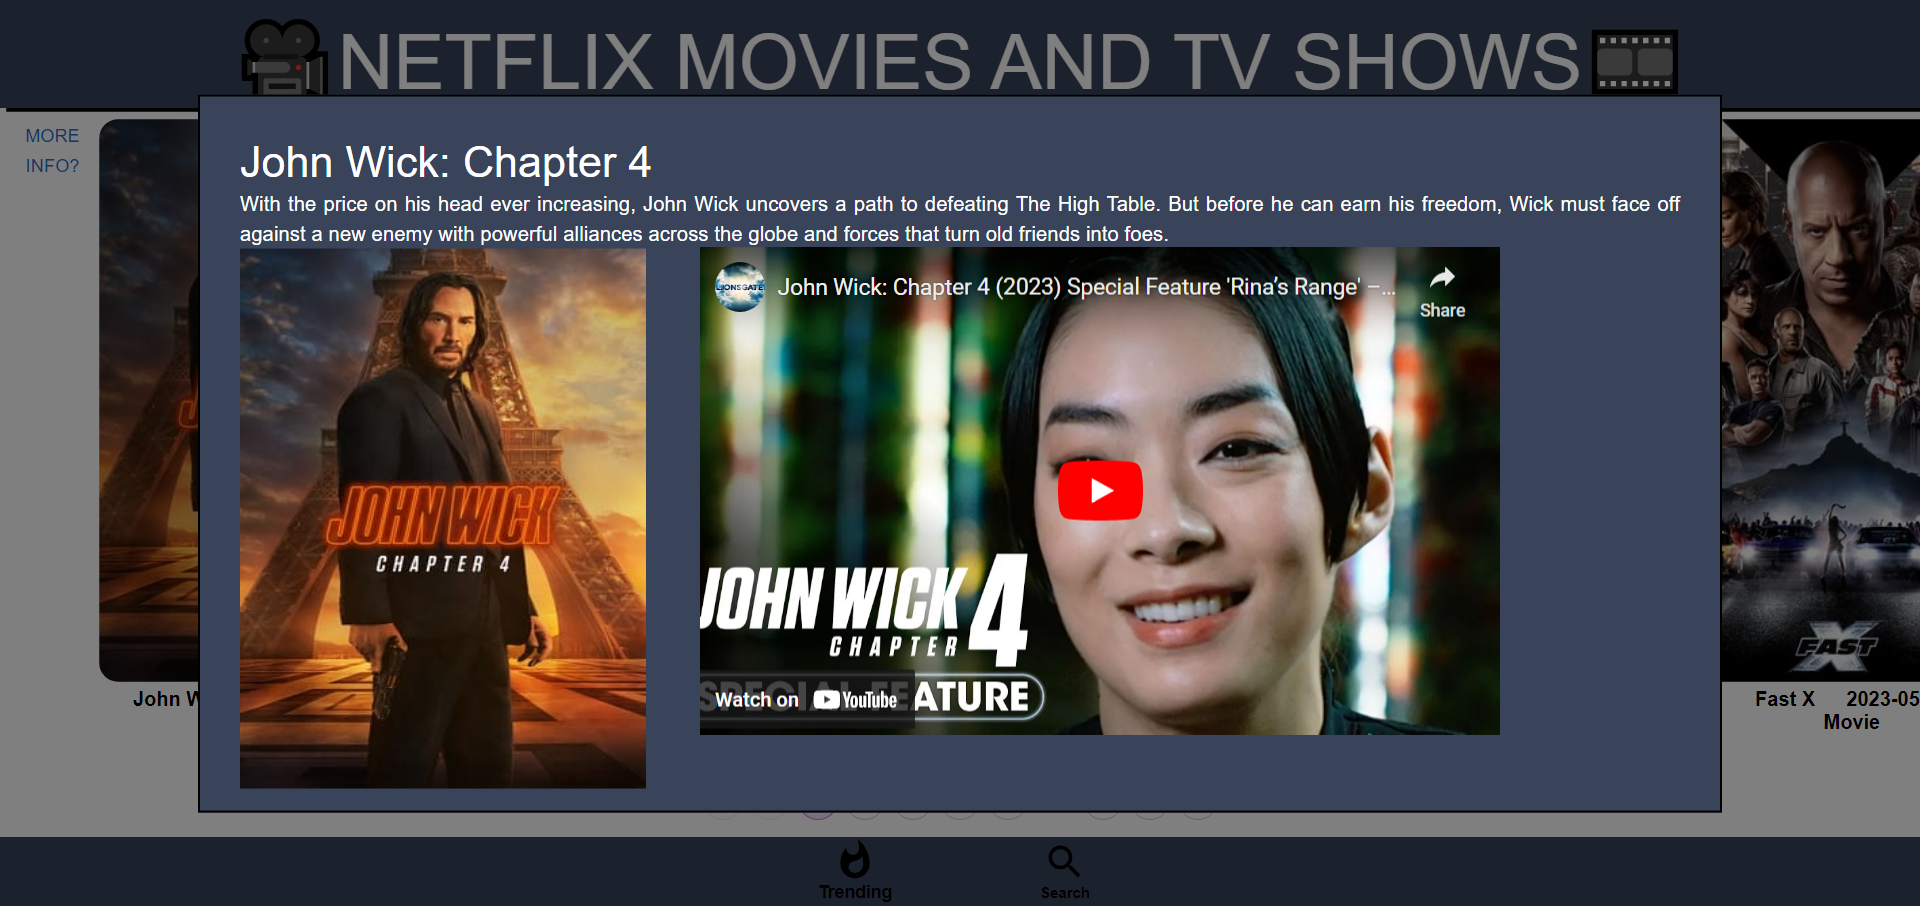 NETFLIX MOVIES AND TV SHOWS
MORE
INFO?
John Wick: Chapter 4
With the price on his head ever increasing, John Wick uncovers a path to defeating The High Table. But before he can earn his freedom, Wick must face off
against a new enemy with powerful alliances across the globe and forces that turn old friends into foes.
JOHN WICK
CHAPTER 4
LIONSGATE
John Wick: Chapter 4 (2023) Special Feature 'Rina’s Range' –...
Share
JOHN WICK 4
CHAPTER
SPECIAL FEATURE
Watch on YouTube
FAST X
John W
Fast X 2023-05
Movie
Trending
Search